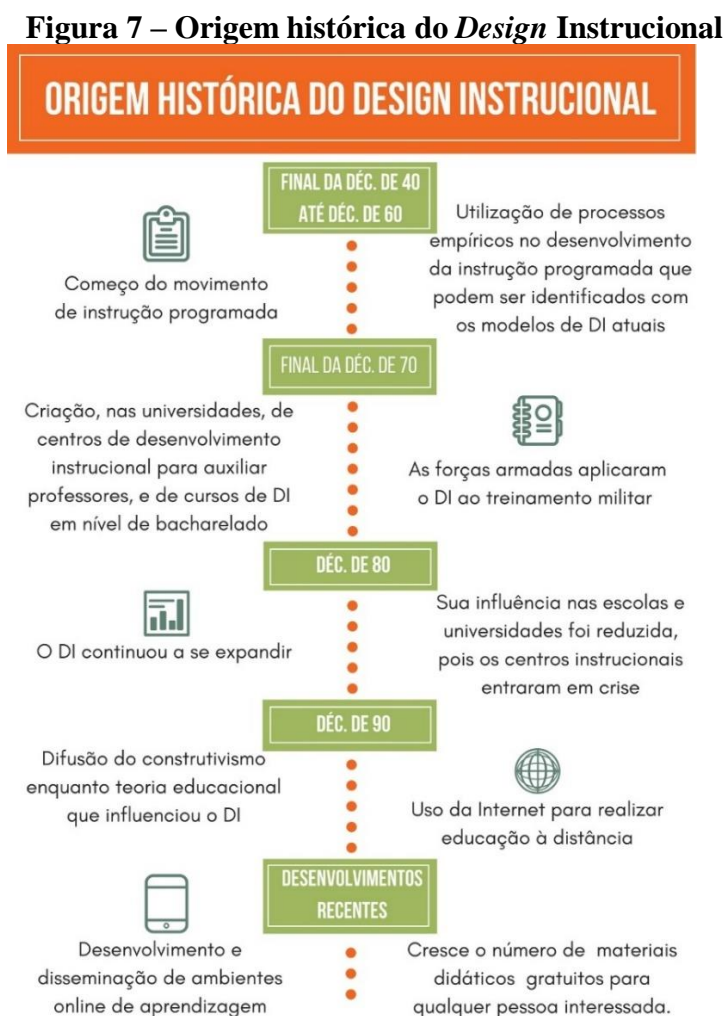 Figura 7 – Origem histórica do Design Instrucional
ORIGEM HISTÓRICA DO DESIGN INSTRUCIONAL
FINAL DA DÉC. DE 40
ATÉ DÉC. DE 60
Começo do movimento
de instrução programada
Utilização de processos
empíricos no desenvolvimento
da instrução programada que
podem ser identificados com
os modelos de DI atuais
FINAL DA DÉC. DE 70
Criação, nas universidades, de
centros de desenvolvimento
instrucional para auxiliar
professores, e de cursos de DI
em nível de bacharelado
As forças armadas aplicaram
o DI ao treinamento militar
DÉC. DE 80
O DI continuou a se expandir
Sua influência nas escolas e
universidades foi reduzida,
pois os centros instrucionais
entraram em crise
DÉC. DE 90
Difusão do construtivismo
enquanto teoria educacional
que influenciou o DI
Uso da Internet para realizar
educação à distância
DESENVOLVIMENTOS
RECENTES
Desenvolvimento e
disseminação de ambientes
online de aprendizagem
Cresce o número de materiais
didáticos gratuitos para
qualquer pessoa interessada.